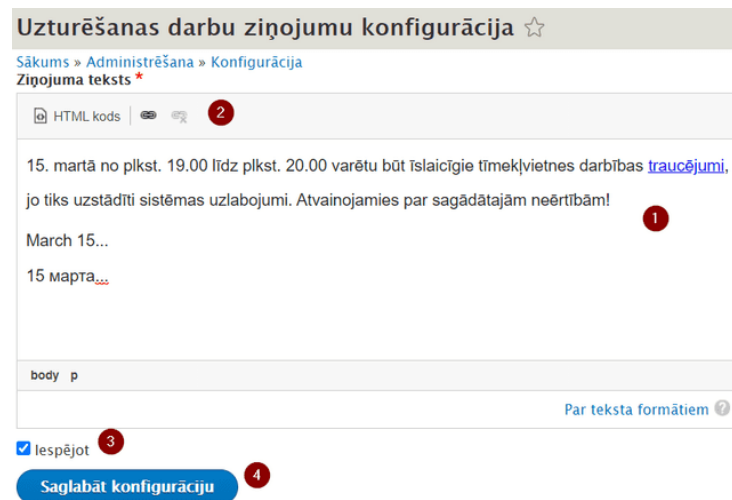 Uzturēšanas darbu ziņojumu konfigurācija
Sākums » Administrēšana » Konfigurācija
Ziņojuma teksts *
HTML kods 2
15. martā no plkst. 19.00 līdz plkst. 20.00 varētu būt īslaicīgie tīmekļvietnes darbības traucējumi,
jo tiks uzstādīti sistēmas uzlabojumi. Atvainojamies par sagādātajām neērtībām!
1
March 15...
15 марта...
body p
Par teksta formātiem ?
Iespējot 3
Saglabāt konfigurāciju 4